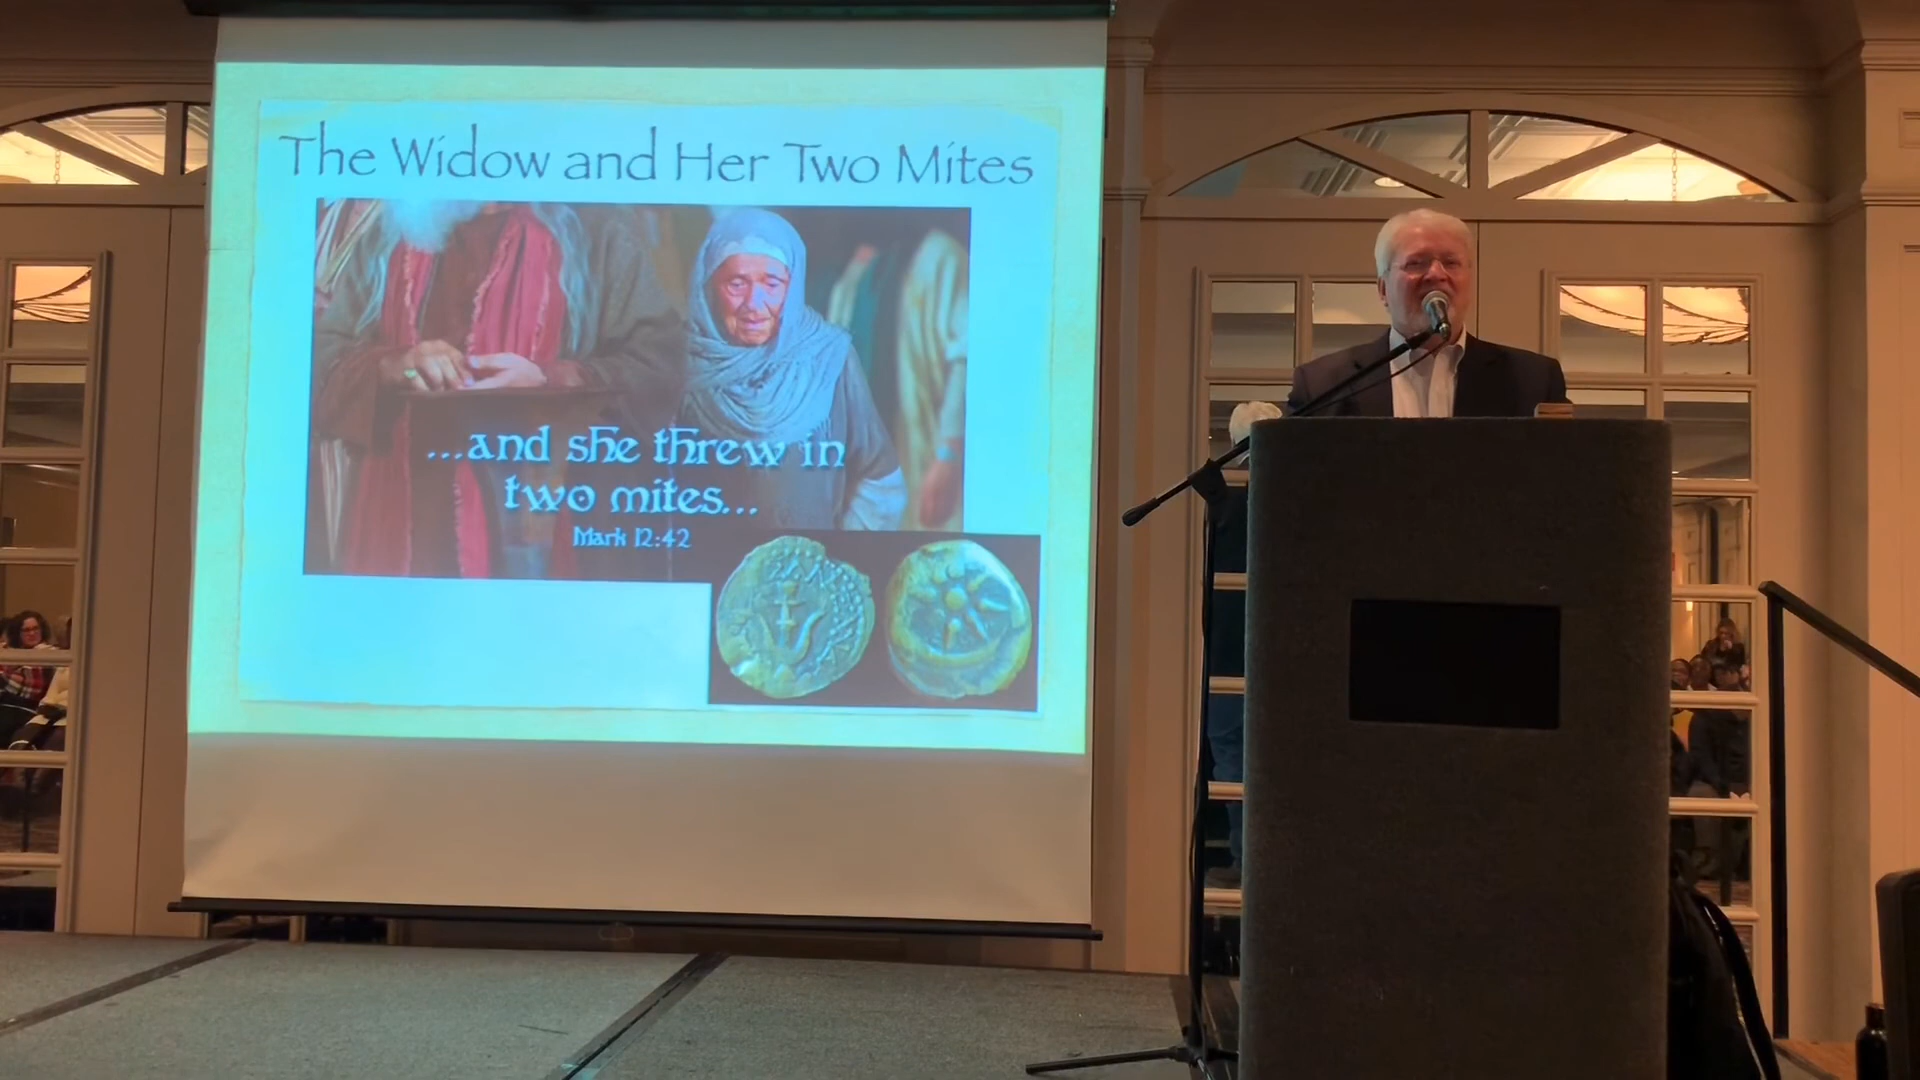 The Widow and Her Two Mites
...and she threw in
two mites...
Mark 12:42